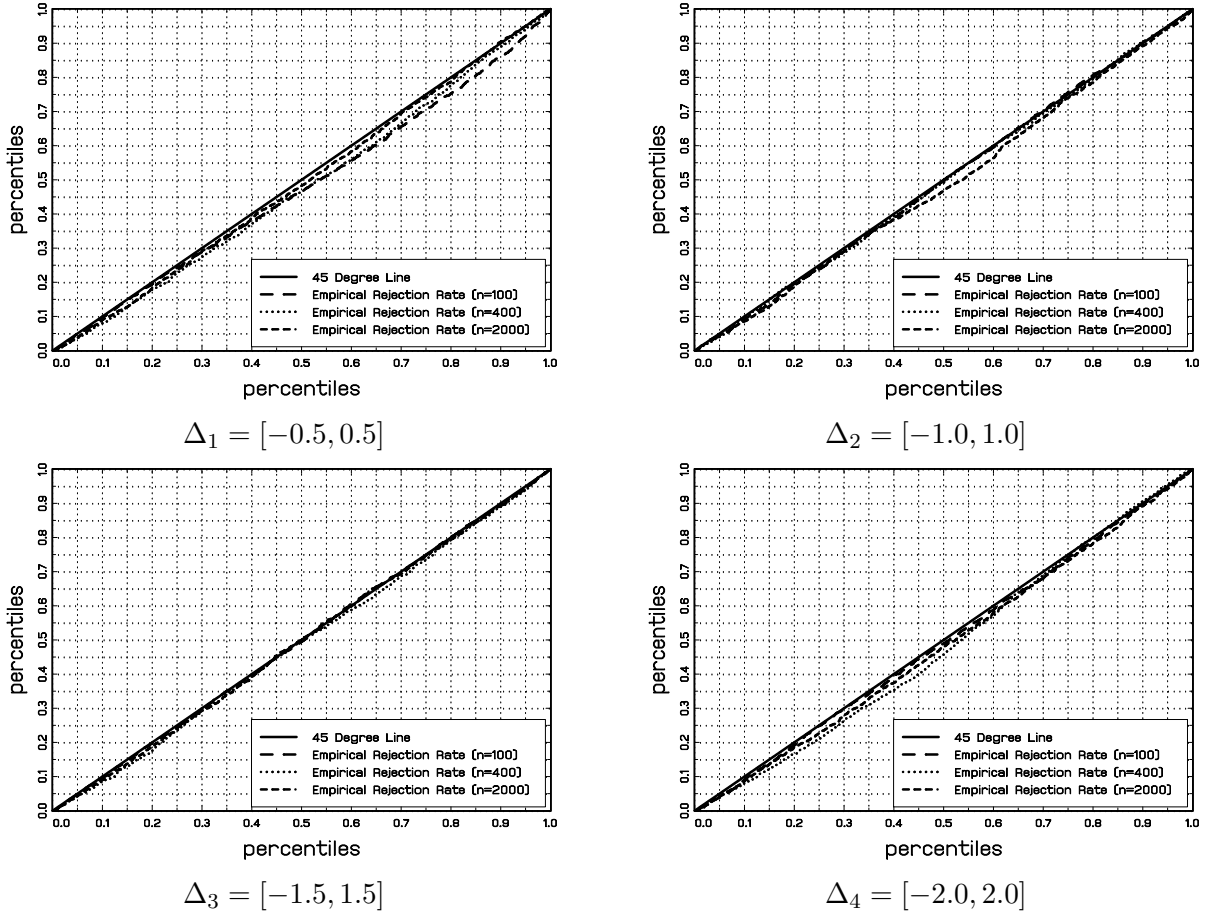 percentiles
1.0
0.9
0.8
0.7
0.6
0.5
0.4
0.3
0.2
0.1
0.0
45 Degree Line
Empirical Rejection Rate (n=100)
Empirical Rejection Rate (n=400)
Empirical Rejection Rate (n=2000)
0.0 0.1 0.2 0.3 0.4 0.5 0.6 0.7 0.8 0.9 1.0
percentiles
Δ₁ = [−0.5, 0.5]
percentiles
1.0
0.9
0.8
0.7
0.6
0.5
0.4
0.3
0.2
0.1
0.0
45 Degree Line
Empirical Rejection Rate (n=100)
Empirical Rejection Rate (n=400)
Empirical Rejection Rate (n=2000)
0.0 0.1 0.2 0.3 0.4 0.5 0.6 0.7 0.8 0.9 1.0
percentiles
Δ₂ = [−1.0, 1.0]
percentiles
1.0
0.9
0.8
0.7
0.6
0.5
0.4
0.3
0.2
0.1
0.0
45 Degree Line
Empirical Rejection Rate (n=100)
Empirical Rejection Rate (n=400)
Empirical Rejection Rate (n=2000)
0.0 0.1 0.2 0.3 0.4 0.5 0.6 0.7 0.8 0.9 1.0
percentiles
Δ₃ = [−1.5, 1.5]
percentiles
1.0
0.9
0.8
0.7
0.6
0.5
0.4
0.3
0.2
0.1
0.0
45 Degree Line
Empirical Rejection Rate (n=100)
Empirical Rejection Rate (n=400)
Empirical Rejection Rate (n=2000)
0.0 0.1 0.2 0.3 0.4 0.5 0.6 0.7 0.8 0.9 1.0
percentiles
Δ₄ = [−2.0, 2.0]